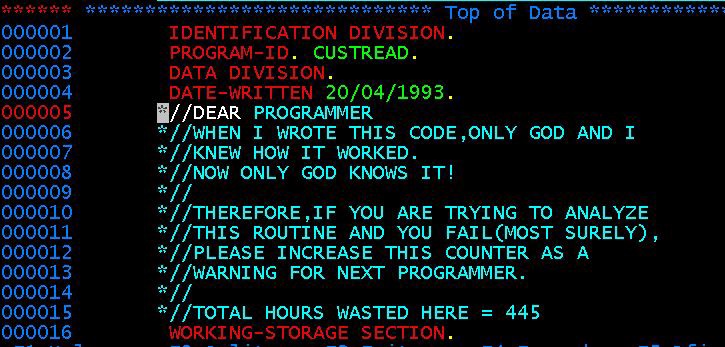 ****** ***************************** Top of Data *************
000001 IDENTIFICATION DIVISION.
000002 PROGRAM-ID. CUSTREAD.
000003 DATA DIVISION.
000004 DATE-WRITTEN 20/04/1993.
000005 *//DEAR PROGRAMMER
000006 *//WHEN I WROTE THIS CODE,ONLY GOD AND I
000007 *//KNEW HOW IT WORKED.
000008 *//NOW ONLY GOD KNOWS IT!
000009 *//
000010 *//THEREFORE,IF YOU ARE TRYING TO ANALYZE
000011 *//THIS ROUTINE AND YOU FAIL(MOST SURELY),
000012 *//PLEASE INCREASE THIS COUNTER AS A
000013 *//WARNING FOR NEXT PROGRAMMER.
000014 *//
000015 *//TOTAL HOURS WASTED HERE = 445
000016 WORKING-STORAGE SECTION.